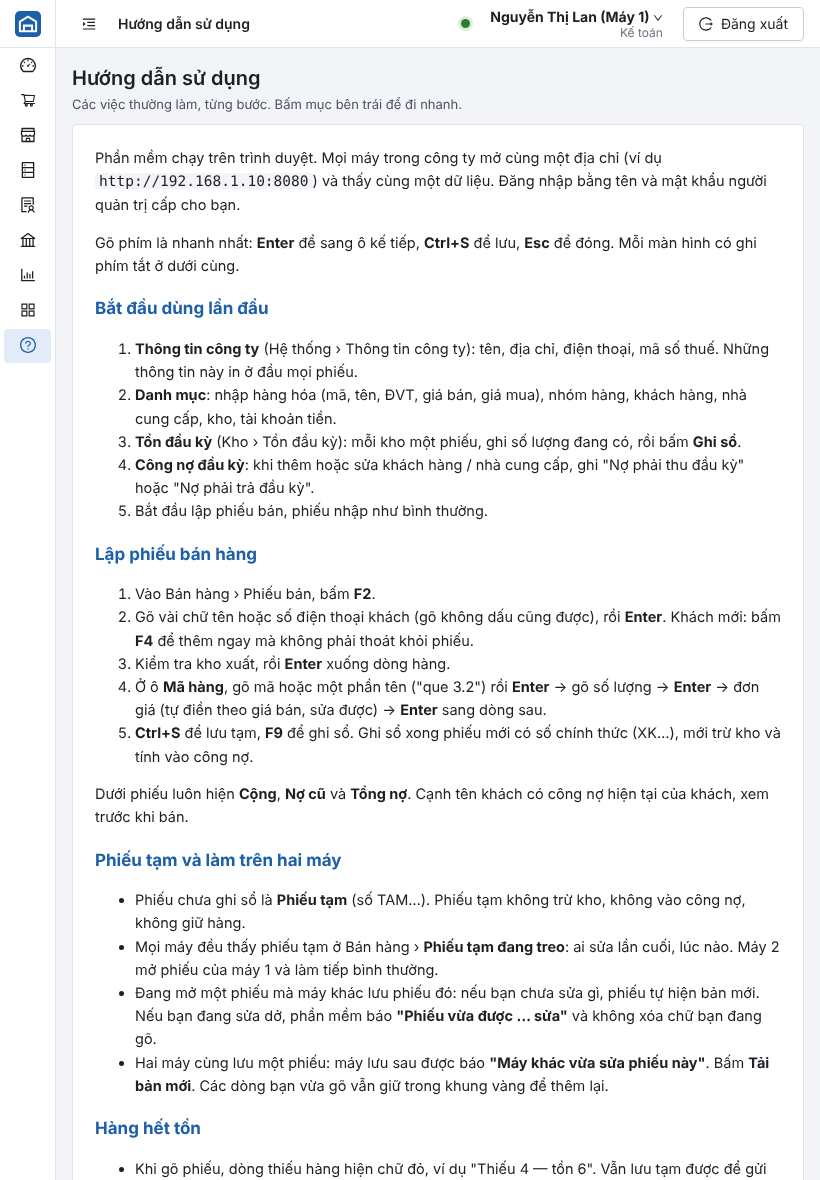 Hướng dẫn sử dụng
Nguyễn Thị Lan (Máy 1)
Kế toán
Đăng xuất
Hướng dẫn sử dụng
Các việc thường làm, từng bước. Bấm mục bên trái để đi nhanh.
Phần mềm chạy trên trình duyệt. Mọi máy trong công ty mở cùng một địa chỉ (ví dụ
http://192.168.1.10:8080) và thấy cùng một dữ liệu. Đăng nhập bằng tên và mật khẩu người
quản trị cấp cho bạn.
Gõ phím là nhanh nhất: Enter để sang ô kế tiếp, Ctrl+S để lưu, Esc để đóng. Mỗi màn hình có ghi
phím tắt ở dưới cùng.
Bắt đầu dùng lần đầu
1. Thông tin công ty (Hệ thống › Thông tin công ty): tên, địa chỉ, điện thoại, mã số thuế. Những
thông tin này in ở đầu mọi phiếu.
2. Danh mục: nhập hàng hóa (mã, tên, ĐVT, giá bán, giá mua), nhóm hàng, khách hàng, nhà
cung cấp, kho, tài khoản tiền.
3. Tồn đầu kỳ (Kho › Tồn đầu kỳ): mỗi kho một phiếu, ghi số lượng đang có, rồi bấm Ghi sổ.
4. Công nợ đầu kỳ: khi thêm hoặc sửa khách hàng / nhà cung cấp, ghi "Nợ phải thu đầu kỳ"
hoặc "Nợ phải trả đầu kỳ".
5. Bắt đầu lập phiếu bán, phiếu nhập như bình thường.
Lập phiếu bán hàng
1. Vào Bán hàng › Phiếu bán, bấm F2.
2. Gõ vài chữ tên hoặc số điện thoại khách (gõ không dấu cũng được), rồi Enter. Khách mới: bấm
F4 để thêm ngay mà không phải thoát khỏi phiếu.
3. Kiểm tra kho xuất, rồi Enter xuống dòng hàng.
4. Ở ô Mã hàng, gõ mã hoặc một phần tên ("que 3.2") rồi Enter → gõ số lượng → Enter → đơn
giá (tự điền theo giá bán, sửa được) → Enter sang dòng sau.
5. Ctrl+S để lưu tạm, F9 để ghi sổ. Ghi sổ xong phiếu mới có số chính thức (XK…), mới trừ kho và
tính vào công nợ.
Dưới phiếu luôn hiện Cộng, Nợ cũ và Tổng nợ. Cạnh tên khách có công nợ hiện tại của khách, xem
trước khi bán.
Phiếu tạm và làm trên hai máy
• Phiếu chưa ghi sổ là Phiếu tạm (số TAM…). Phiếu tạm không trừ kho, không vào công nợ,
không giữ hàng.
• Mọi máy đều thấy phiếu tạm ở Bán hàng › Phiếu tạm đang treo: ai sửa lần cuối, lúc nào. Máy 2
mở phiếu của máy 1 và làm tiếp bình thường.
• Đang mở một phiếu mà máy khác lưu phiếu đó: nếu bạn chưa sửa gì, phiếu tự hiện bản mới.
Nếu bạn đang sửa dở, phần mềm báo "Phiếu vừa được … sửa" và không xóa chữ bạn đang
gõ.
• Hai máy cùng lưu một phiếu: máy lưu sau được báo "Máy khác vừa sửa phiếu này". Bấm Tải
bản mới. Các dòng bạn vừa gõ vẫn giữ trong khung vàng để thêm lại.
Hàng hết tồn
• Khi gõ phiếu, dòng thiếu hàng hiện chữ đỏ, ví dụ "Thiếu 4 — tồn 6". Vẫn lưu tạm được để gửi